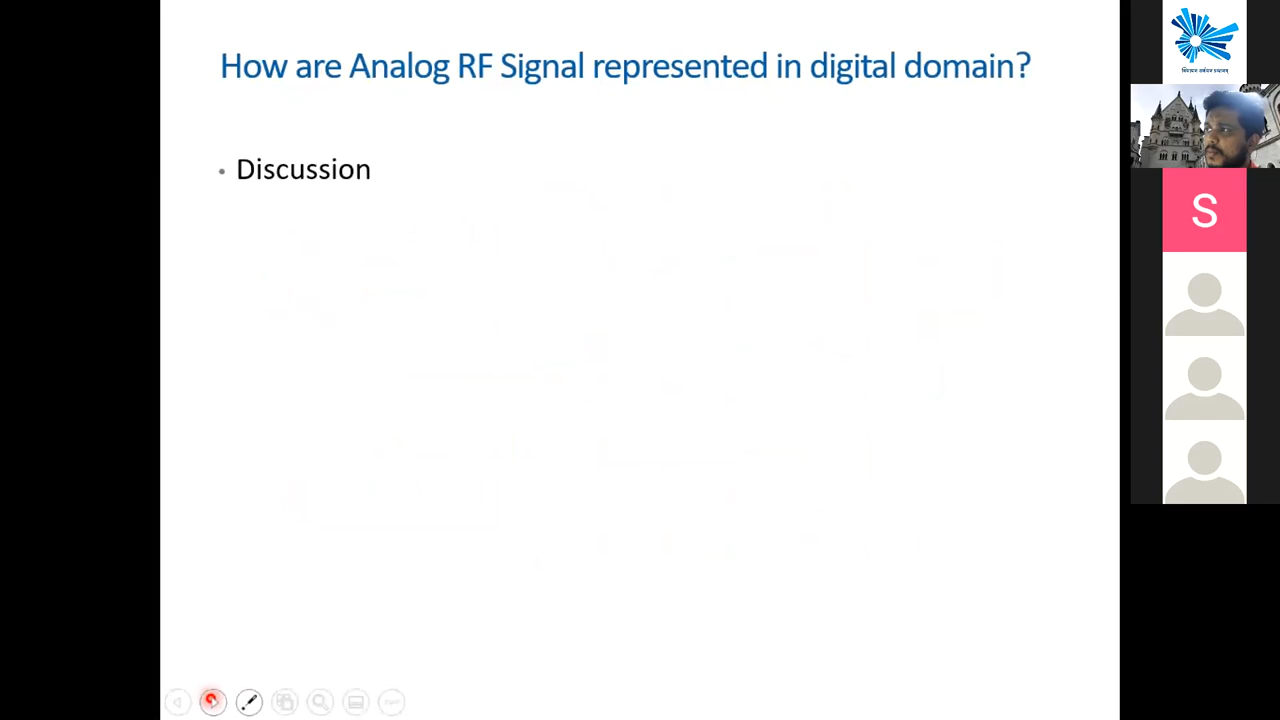 How are Analog RF Signal represented in digital domain?
• Discussion
S